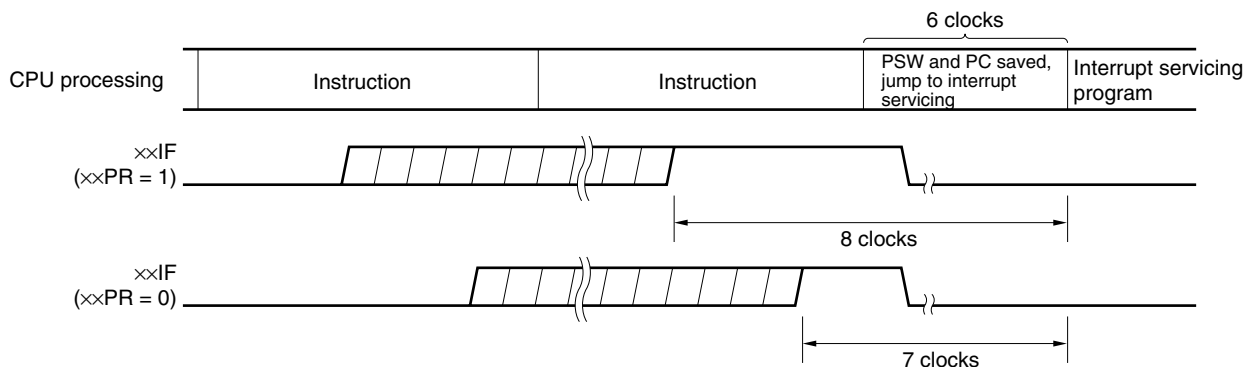 6 clocks
CPU processing
Instruction
Instruction
PSW and PC saved,
jump to interrupt
servicing
Interrupt servicing
program
××IF
(××PR = 1)
8 clocks
××IF
(××PR = 0)
7 clocks